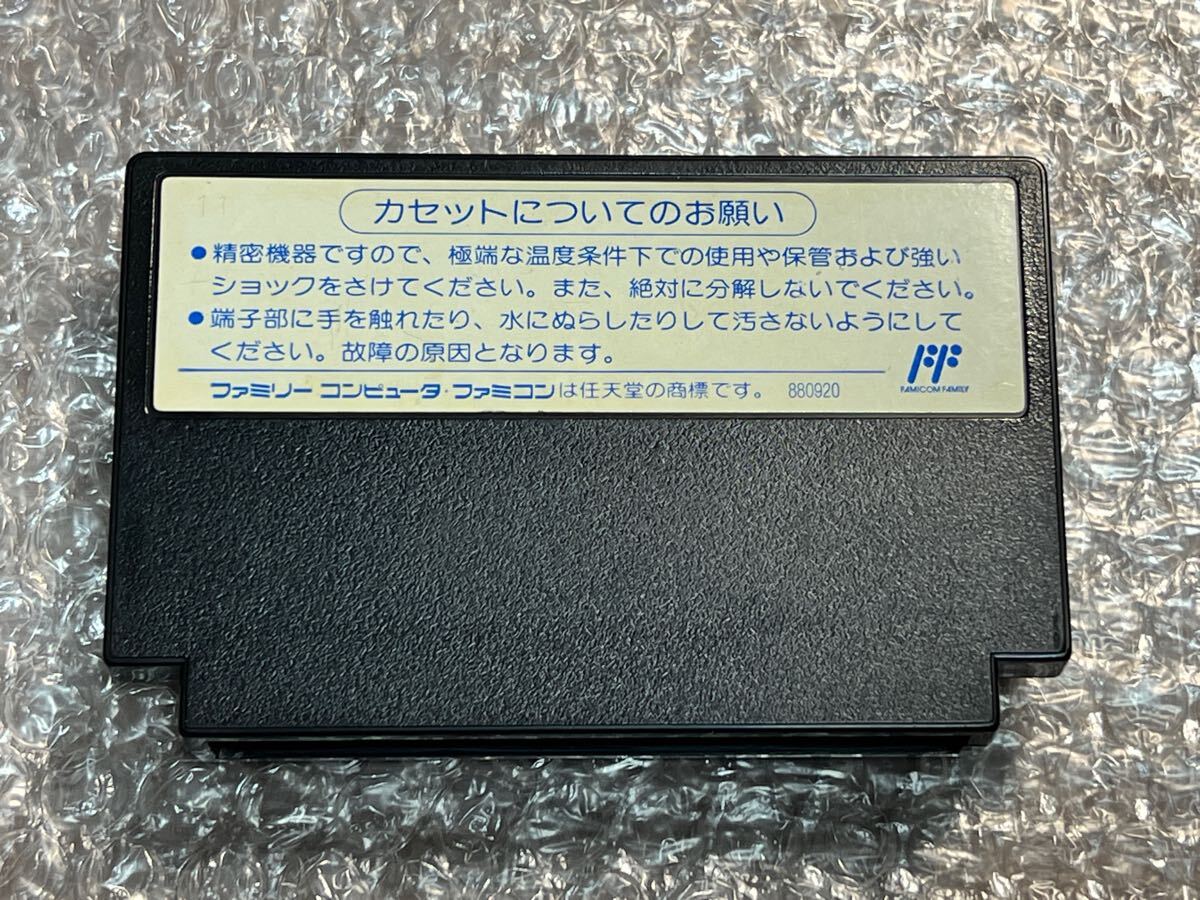 11
カセットについてのお願い
●精密機器ですので、極端な温度条件下での使用や保管および強い
ショックをさけてください。また、絶対に分解しないでください。
●端子部に手を触れたり、水にぬらしたりして汚さないようにして
ください。故障の原因となります。
FF
FAMICOM FAMILY
ファミリー コンピュータ・ファミコンは任天堂の商標です。 880920